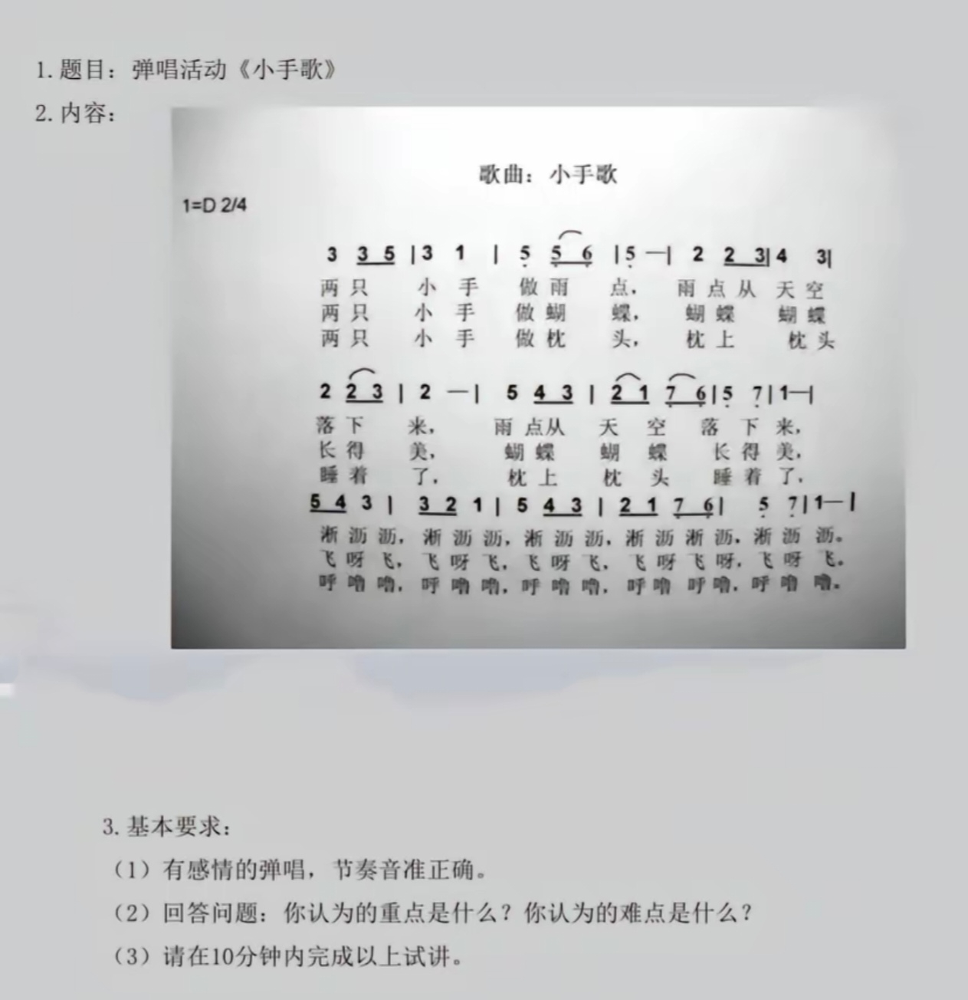 1.题目：弹唱活动《小手歌》
2.内容：
歌曲：小手歌
1=D 2/4
3 3 5 | 3 1 | 5 5 6 | 5 —| 2 2 3| 4 3|
两只 小手 做雨 点， 雨点从 天空
两只 小手 做蝴 蝶， 蝴蝶 蝴蝶
两只 小手 做枕 头， 枕上 枕头
2 2 3 | 2 —| 5 4 3 | 2 1 7 6| 5 7| 1—|
落下 来， 雨点从 天空 落下来，
长得 美， 蝴蝶 蝴蝶 长得美，
睡着 了， 枕上 枕头 睡着了，
5 4 3 | 3 2 1 | 5 4 3 | 2 1 7 6| 5 7| 1—|
淅沥沥，淅沥沥，淅沥沥，淅沥淅沥，淅沥沥。
飞呀飞，飞呀飞，飞呀飞，飞呀飞呀，飞呀飞。
呼噜噜，呼噜噜，呼噜噜，呼噜呼噜，呼噜噜。
3.基本要求：
（1）有感情的弹唱，节奏音准正确。
（2）回答问题：你认为的重点是什么？你认为的难点是什么？
（3）请在10分钟内完成以上试讲。